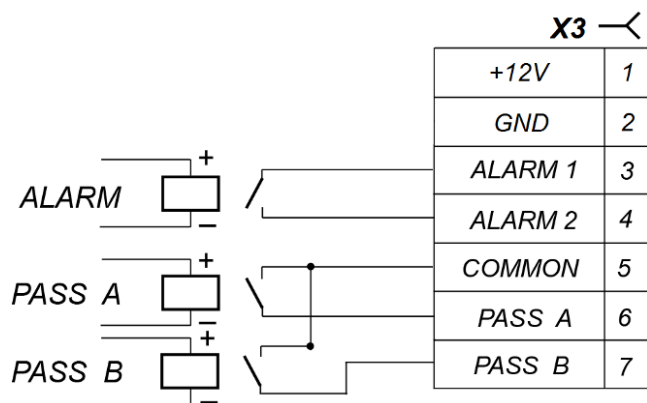 X3
+12V 1
GND 2
ALARM 1 3
ALARM 2 4
COMMON 5
PASS A 6
PASS B 7
+
ALARM
–
+
PASS A
–
+
PASS B
–